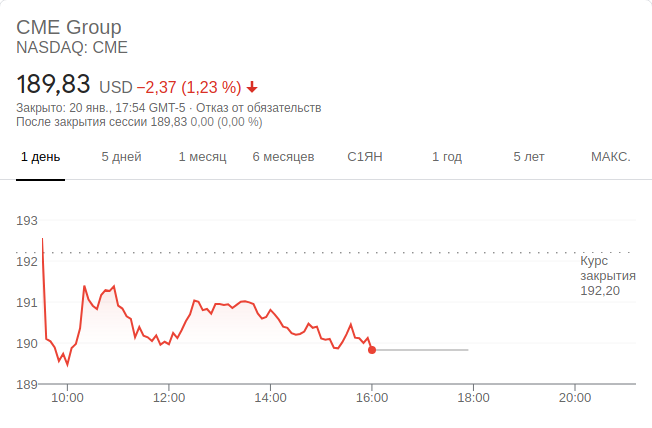 CME Group
NASDAQ: CME
189,83 USD −2,37 (1,23 %)
Закрыто: 20 янв., 17:54 GMT-5 · Отказ от обязательств
После закрытия сессии 189,83 0,00 (0,00 %)
1 день 5 дней 1 месяц 6 месяцев С1ЯН 1 год 5 лет МАКС.
193
192
191
190
189
Курс
закрытия
192,20
10:00 12:00 14:00 16:00 18:00 20:00